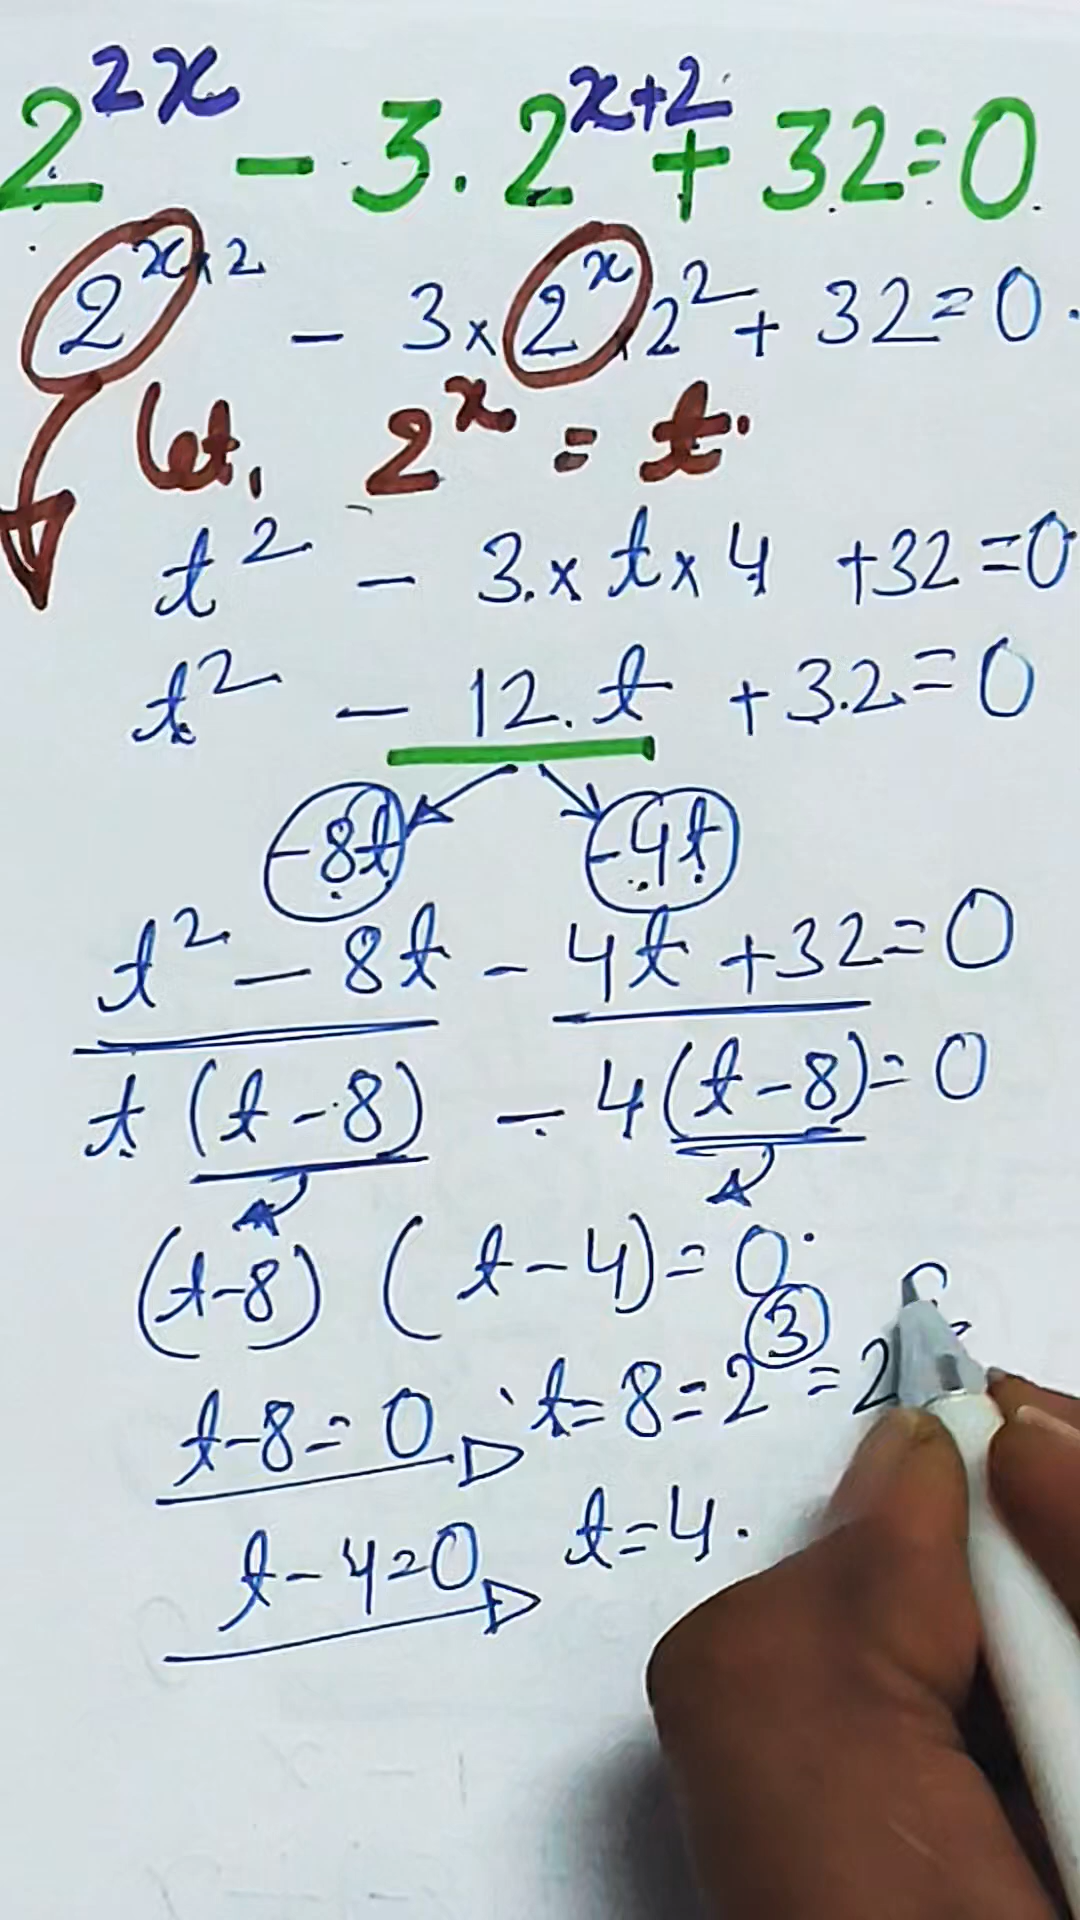 2^{2x} - 3.2^{x+2} + 32=0
2^{x×2} - 3×2^x×2^2 + 32=0.
let, 2^x = t.
t^2 - 3.×t×4 +32=0
t^2 - 12.t +32=0
-8t -4t
t^2 - 8t - 4t +32=0
t(t-8) - 4(t-8)=0
(t-8) (t-4)=0
t-8=0 t=8=2^3=2
t-4=0 t=4.